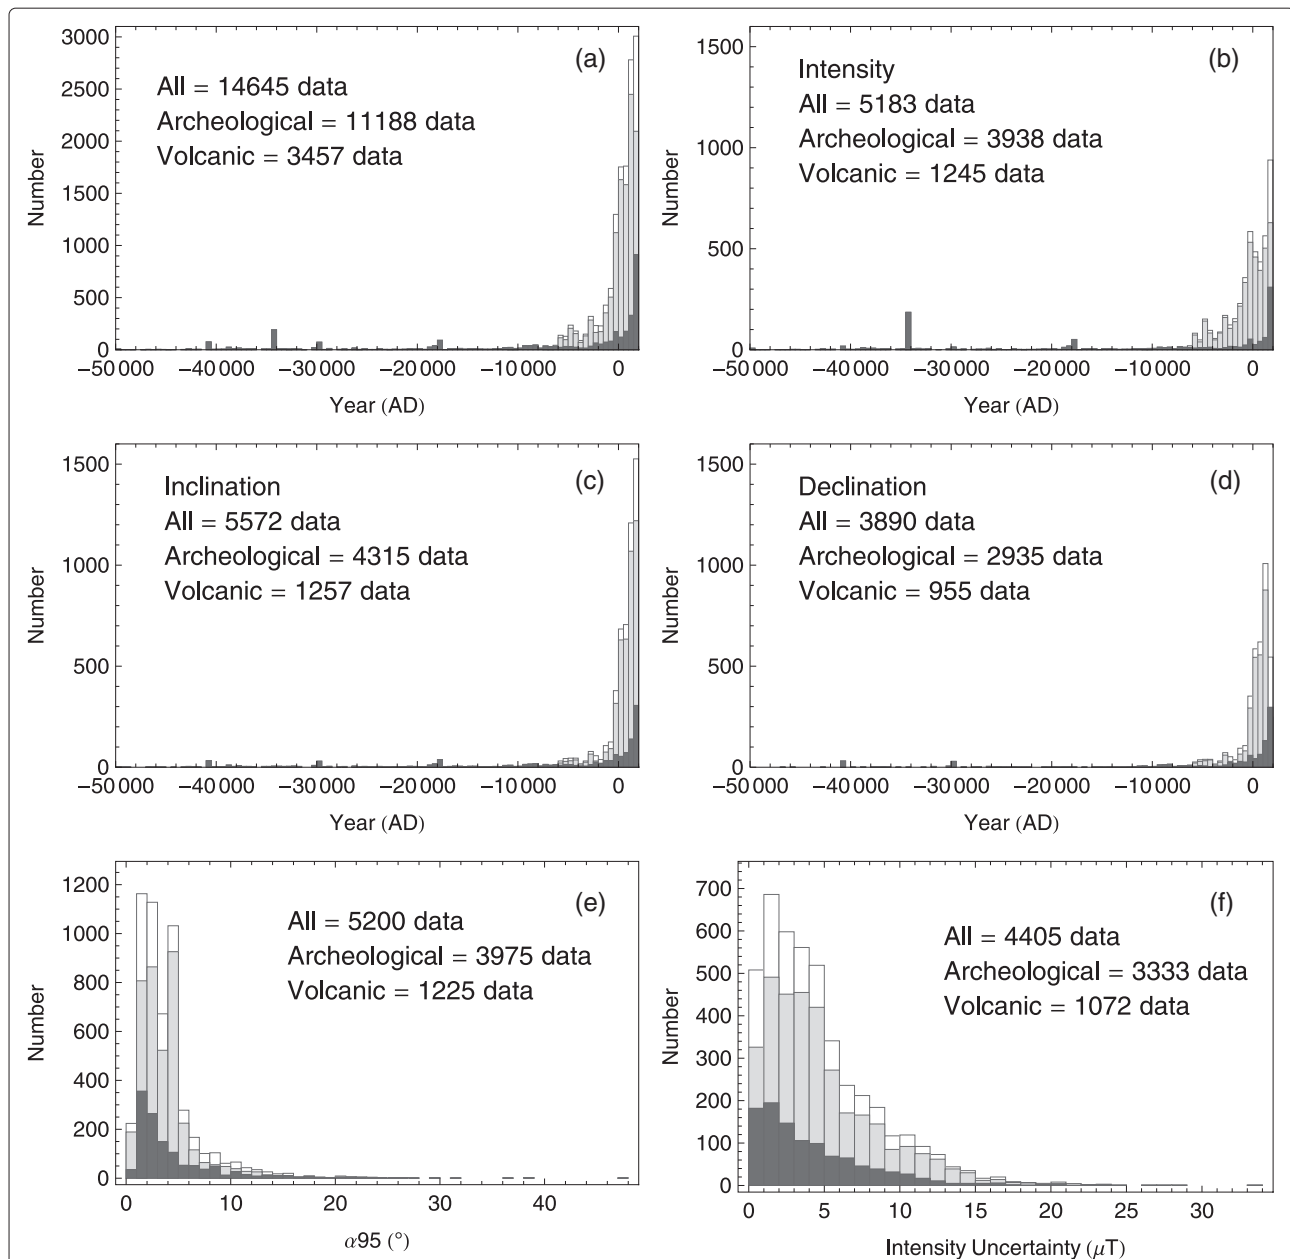 (a)
All = 14645 data
Archeological = 11188 data
Volcanic = 3457 data
Number
3000
2500
2000
1500
1000
500
0
−50 000 −40 000 −30 000 −20 000 −10 000 0
Year (AD)
(b)
Intensity
All = 5183 data
Archeological = 3938 data
Volcanic = 1245 data
Number
1500
1000
500
0
−50 000 −40 000 −30 000 −20 000 −10 000 0
Year (AD)
(c)
Inclination
All = 5572 data
Archeological = 4315 data
Volcanic = 1257 data
Number
1500
1000
500
0
−50 000 −40 000 −30 000 −20 000 −10 000 0
Year (AD)
(d)
Declination
All = 3890 data
Archeological = 2935 data
Volcanic = 955 data
Number
1500
1000
500
0
−50 000 −40 000 −30 000 −20 000 −10 000 0
Year (AD)
(e)
All = 5200 data
Archeological = 3975 data
Volcanic = 1225 data
Number
1200
1000
800
600
400
200
0
0 10 20 30 40
α95 (°)
(f)
All = 4405 data
Archeological = 3333 data
Volcanic = 1072 data
Number
700
600
500
400
300
200
100
0
0 5 10 15 20 25 30
Intensity Uncertainty (μT)